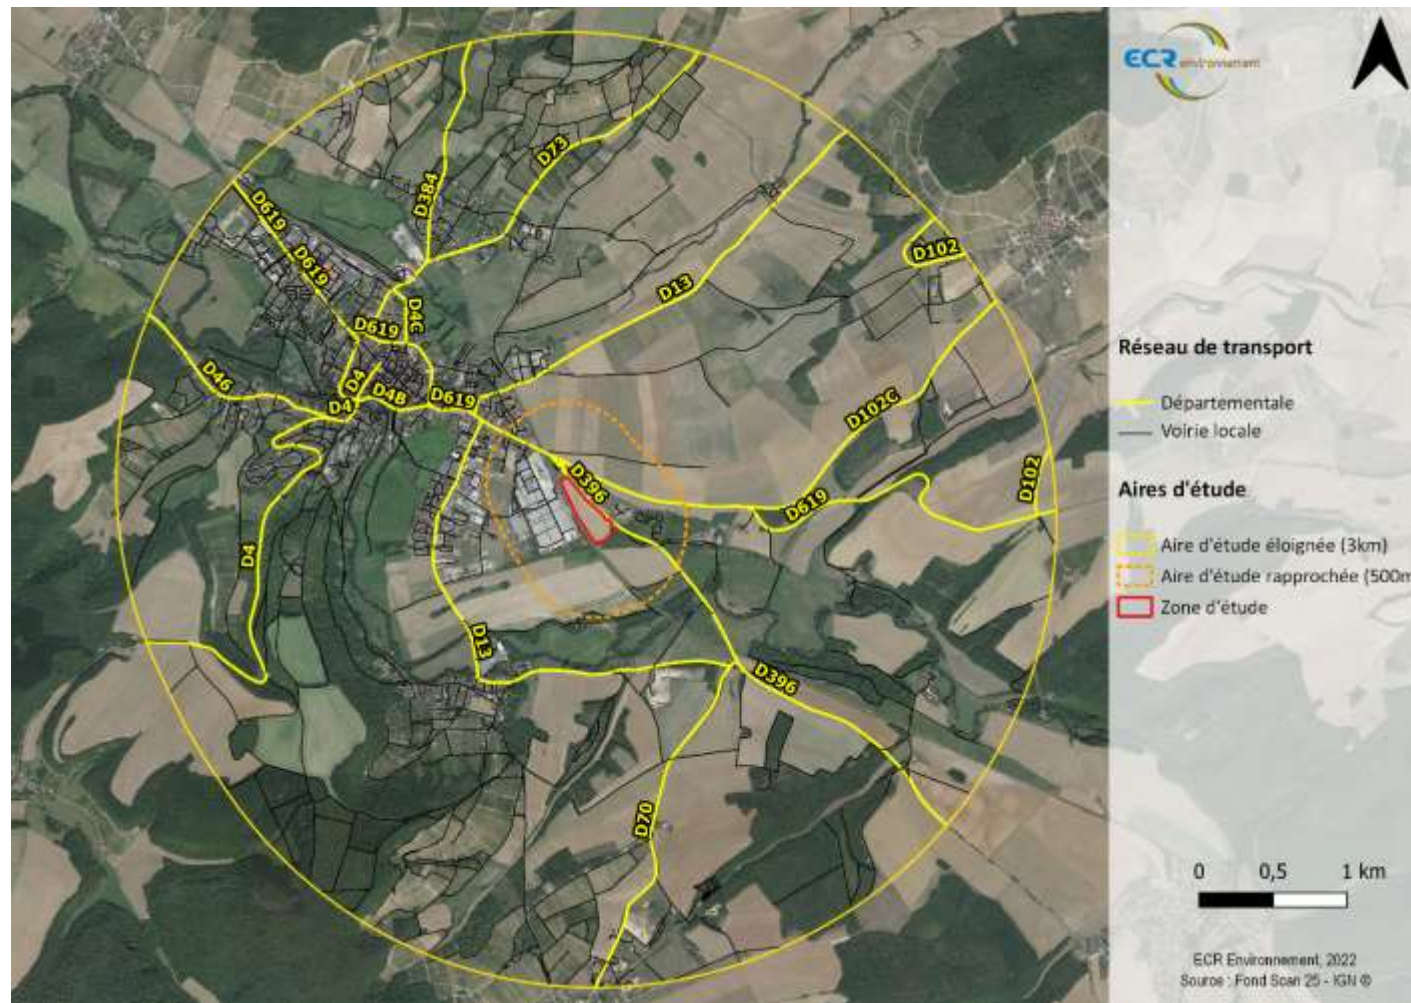 ECR environnement
D384
D73
D619
D619
D102
D13
D4C
D619
D46
D4
D4B
D619
D4
D102C
D396
D102
D619
D4
D13
D396
D70
Réseau de transport
Départementale
Voirie locale
Aires d'étude
Aire d'étude éloignée (3km)
Aire d'étude rapprochée (500m
Zone d'étude
0 0,5 1 km
ECR Environnement, 2022
Source : Fond Scan 25 - IGN ©